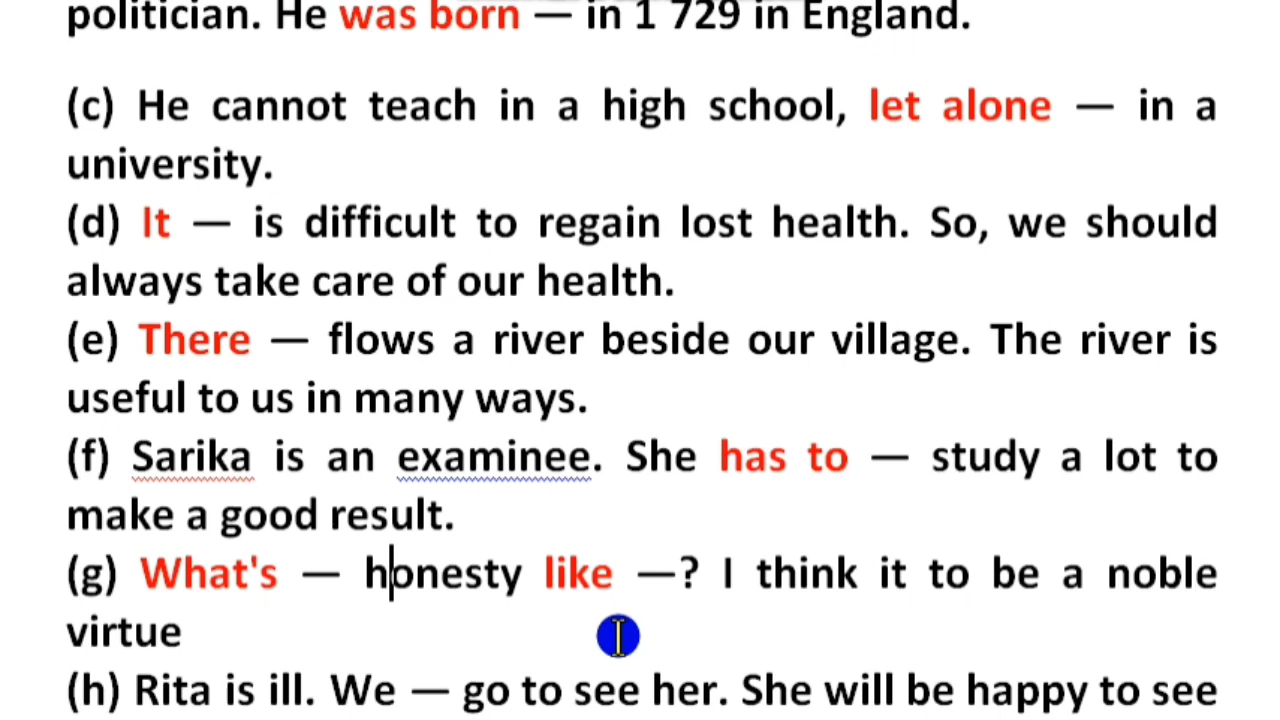 politician. He was born — in 1 729 in England.
(c) He cannot teach in a high school, let alone — in a
university.
(d) It — is difficult to regain lost health. So, we should
always take care of our health.
(e) There — flows a river beside our village. The river is
useful to us in many ways.
(f) Sarika is an examinee. She has to — study a lot to
make a good result.
(g) What's — honesty like —? I think it to be a noble
virtue
(h) Rita is ill. We — go to see her. She will be happy to see